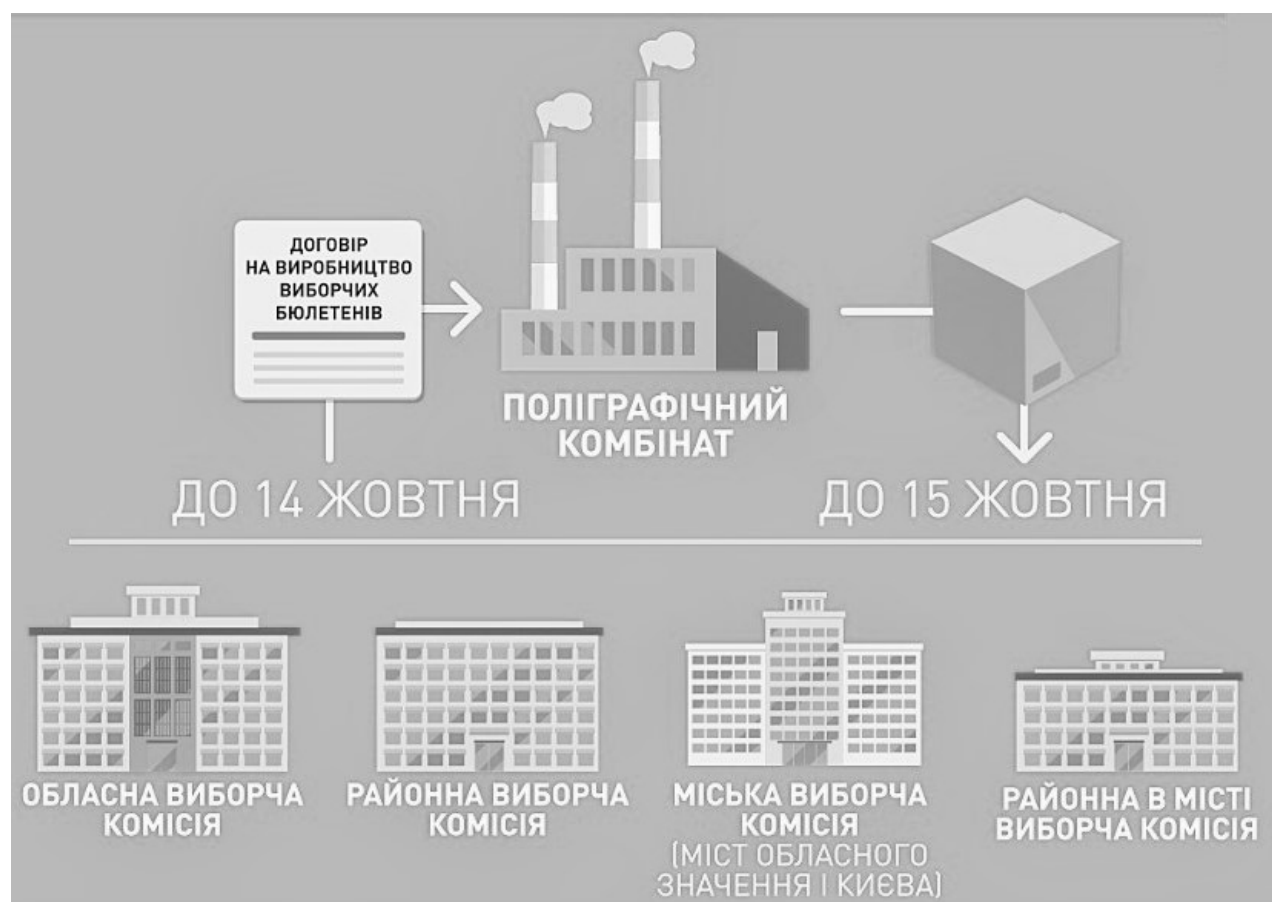 ДОГОВІР
НА ВИРОБНИЦТВО
ВИБОРЧИХ
БЮЛЕТЕНІВ
ПОЛІГРАФІЧНИЙ
КОМБІНАТ
ДО 14 ЖОВТНЯ
ДО 15 ЖОВТНЯ
ОБЛАСНА ВИБОРЧА
КОМІСІЯ
РАЙОННА ВИБОРЧА
КОМІСІЯ
МІСЬКА ВИБОРЧА
КОМІСІЯ
(МІСТ ОБЛАСНОГО
ЗНАЧЕННЯ І КИЄВА)
РАЙОННА В МІСТІ
ВИБОРЧА КОМІСІЯ